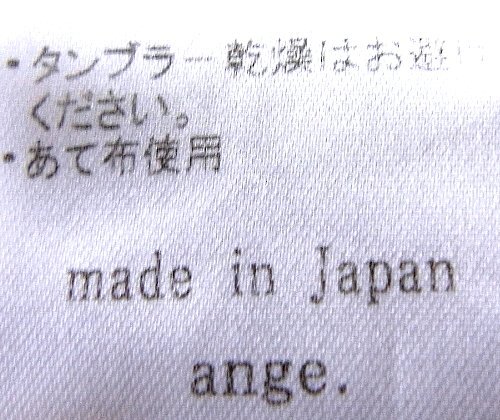 ・タンブラー乾燥はお避け
ください。
・あて布使用
made in Japan
ange.